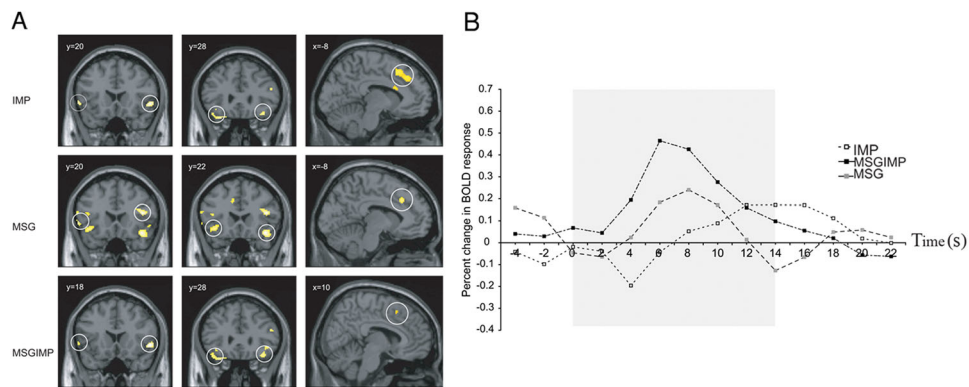 A
y=20
y=28
x=-8
IMP
y=20
y=22
x=-8
MSG
y=18
y=28
x=10
MSGIMP
B
0.7
0.6
0.5
0.4
0.3
0.2
0.1
0
-0.1
-0.2
-0.3
-0.4
Percent change in BOLD response
-4 -2 0 2 4 6 8 10 12 14 16 18 20 22
Time (s)
IMP
MSGIMP
MSG